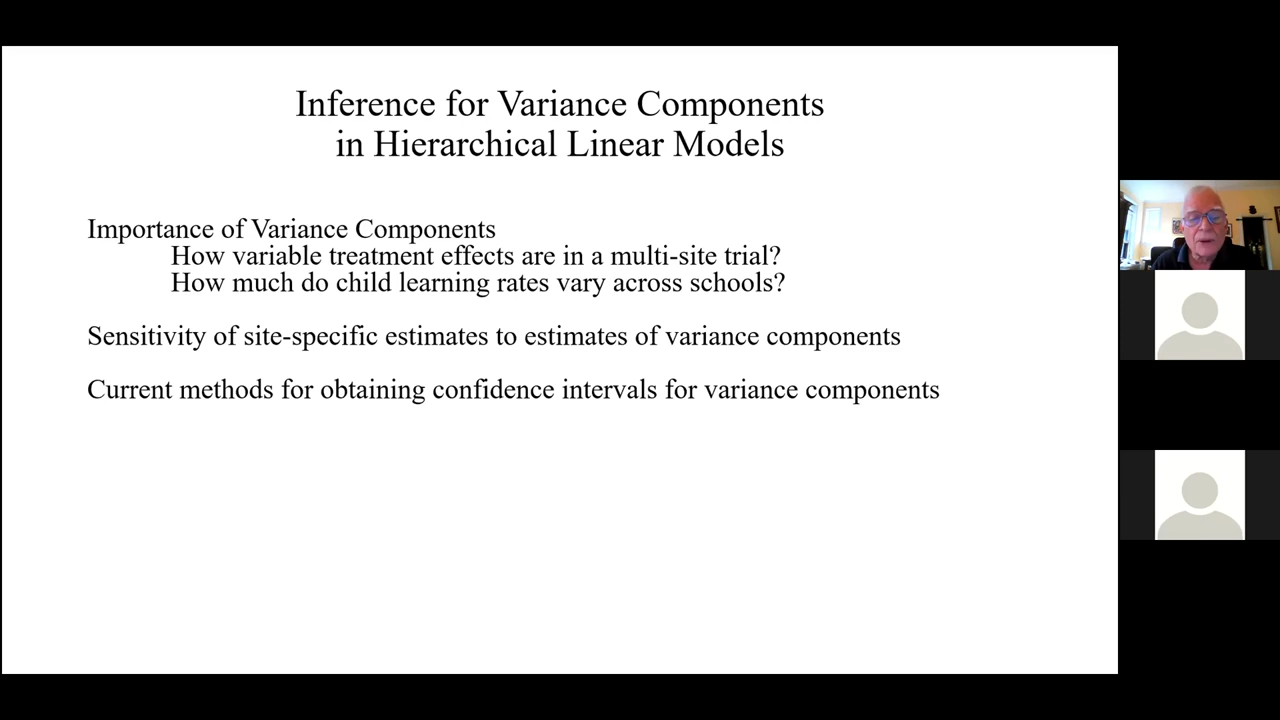 Inference for Variance Components
in Hierarchical Linear Models
Importance of Variance Components
How variable treatment effects are in a multi-site trial?
How much do child learning rates vary across schools?
Sensitivity of site-specific estimates to estimates of variance components
Current methods for obtaining confidence intervals for variance components